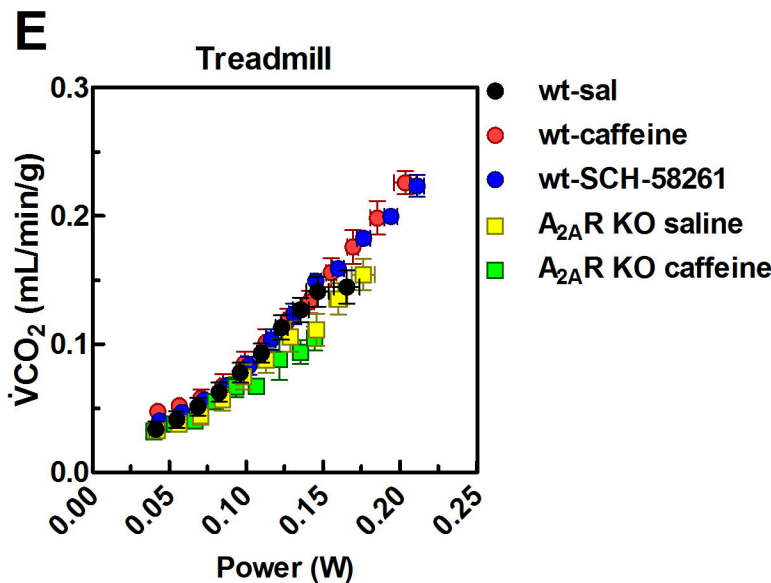 E
Treadmill
0.3
0.2
0.1
0.0
V̇CO₂ (mL/min/g)
0.00
0.05
0.10
0.15
0.20
0.25
Power (W)
wt-sal
wt-caffeine
wt-SCH-58261
A₂ₐR KO saline
A₂ₐR KO caffeine